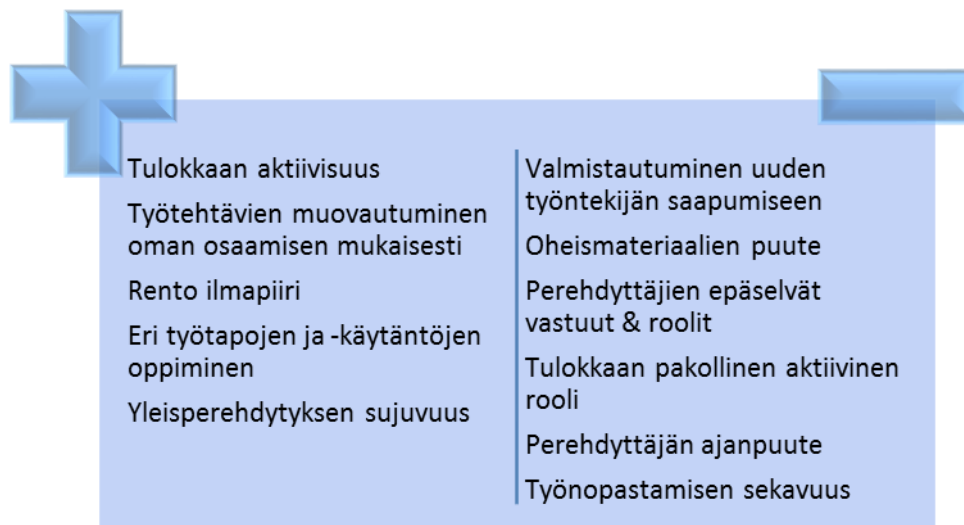 Tulokkaan aktiivisuus
Työtehtävien muovautuminen
oman osaamisen mukaisesti
Rento ilmapiiri
Eri työtapojen ja -käytäntöjen
oppiminen
Yleisperehdytyksen sujuvuus
Valmistautuminen uuden
työntekijän saapumiseen
Oheismateriaalien puute
Perehdyttäjien epäselvät
vastuut & roolit
Tulokkaan pakollinen aktiivinen
rooli
Perehdyttäjän ajanpuute
Työnopastamisen sekavuus